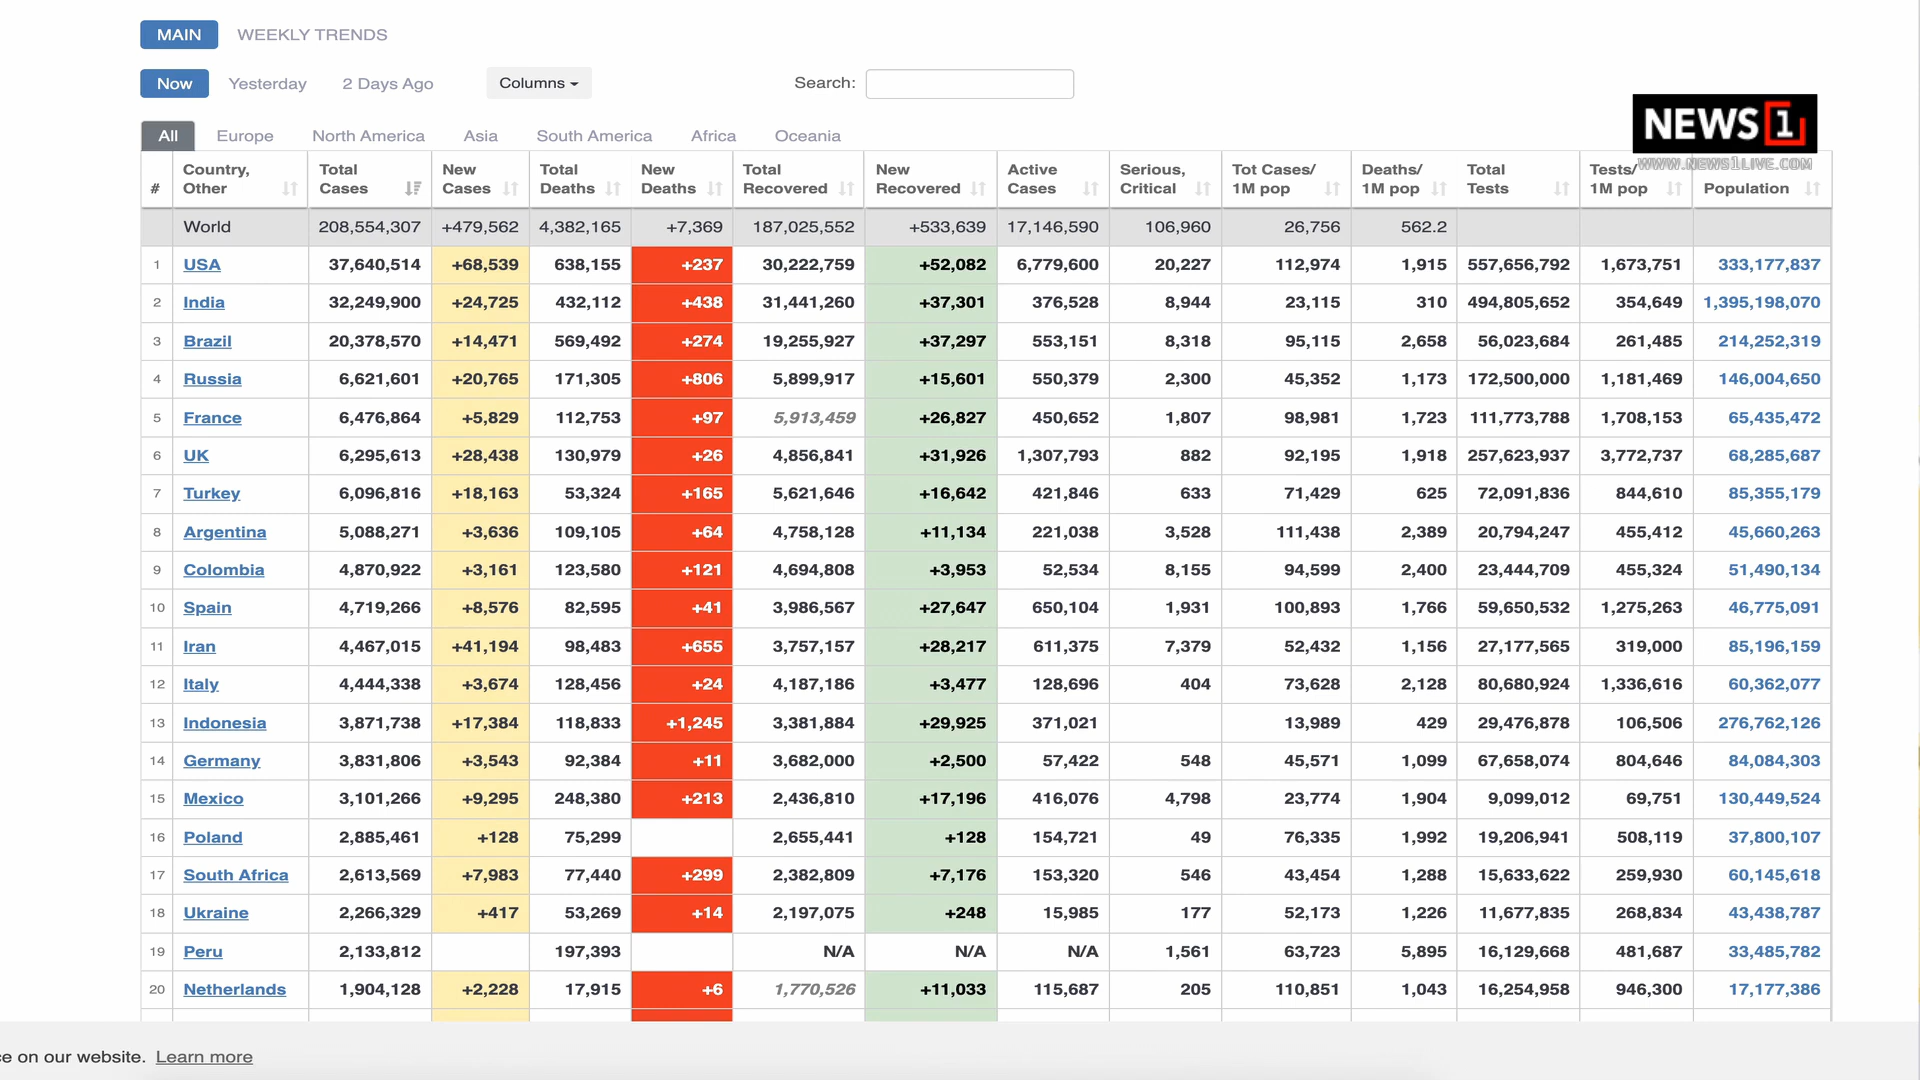 MAIN WEEKLY TRENDS
Now Yesterday 2 Days Ago Columns Search:
NEWS 1
WWW.NEWS1LIVE.COM
All Europe North America Asia South America Africa Oceania
# Country, Other Total Cases New Cases Total Deaths New Deaths Total Recovered New Recovered Active Cases Serious, Critical Tot Cases/ 1M pop Deaths/ 1M pop Total Tests Tests/ 1M pop Population
World 208,554,307 +479,562 4,382,165 +7,369 187,025,552 +533,639 17,146,590 106,960 26,756 562.2
1 USA 37,640,514 +68,539 638,155 +237 30,222,759 +52,082 6,779,600 20,227 112,974 1,915 557,656,792 1,673,751 333,177,837
2 India 32,249,900 +24,725 432,112 +438 31,441,260 +37,301 376,528 8,944 23,115 310 494,805,652 354,649 1,395,198,070
3 Brazil 20,378,570 +14,471 569,492 +274 19,255,927 +37,297 553,151 8,318 95,115 2,658 56,023,684 261,485 214,252,319
4 Russia 6,621,601 +20,765 171,305 +806 5,899,917 +15,601 550,379 2,300 45,352 1,173 172,500,000 1,181,469 146,004,650
5 France 6,476,864 +5,829 112,753 +97 5,913,459 +26,827 450,652 1,807 98,981 1,723 111,773,788 1,708,153 65,435,472
6 UK 6,295,613 +28,438 130,979 +26 4,856,841 +31,926 1,307,793 882 92,195 1,918 257,623,937 3,772,737 68,285,687
7 Turkey 6,096,816 +18,163 53,324 +165 5,621,646 +16,642 421,846 633 71,429 625 72,091,836 844,610 85,355,179
8 Argentina 5,088,271 +3,636 109,105 +64 4,758,128 +11,134 221,038 3,528 111,438 2,389 20,794,247 455,412 45,660,263
9 Colombia 4,870,922 +3,161 123,580 +121 4,694,808 +3,953 52,534 8,155 94,599 2,400 23,444,709 455,324 51,490,134
10 Spain 4,719,266 +8,576 82,595 +41 3,986,567 +27,647 650,104 1,931 100,893 1,766 59,650,532 1,275,263 46,775,091
11 Iran 4,467,015 +41,194 98,483 +655 3,757,157 +28,217 611,375 7,379 52,432 1,156 27,177,565 319,000 85,196,159
12 Italy 4,444,338 +3,674 128,456 +24 4,187,186 +3,477 128,696 404 73,628 2,128 80,680,924 1,336,616 60,362,077
13 Indonesia 3,871,738 +17,384 118,833 +1,245 3,381,884 +29,925 371,021 13,989 429 29,476,878 106,506 276,762,126
14 Germany 3,831,806 +3,543 92,384 +11 3,682,000 +2,500 57,422 548 45,571 1,099 67,658,074 804,646 84,084,303
15 Mexico 3,101,266 +9,295 248,380 +213 2,436,810 +17,196 416,076 4,798 23,774 1,904 9,099,012 69,751 130,449,524
16 Poland 2,885,461 +128 75,299 2,655,441 +128 154,721 49 76,335 1,992 19,206,941 508,119 37,800,107
17 South Africa 2,613,569 +7,983 77,440 +299 2,382,809 +7,176 153,320 546 43,454 1,288 15,633,622 259,930 60,145,618
18 Ukraine 2,266,329 +417 53,269 +14 2,197,075 +248 15,985 177 52,173 1,226 11,677,835 268,834 43,438,787
19 Peru 2,133,812 197,393 N/A N/A N/A 1,561 63,723 5,895 16,129,668 481,687 33,485,782
20 Netherlands 1,904,128 +2,228 17,915 +6 1,770,526 +11,033 115,687 205 110,851 1,043 16,254,958 946,300 17,177,386
ce on our website. Learn more